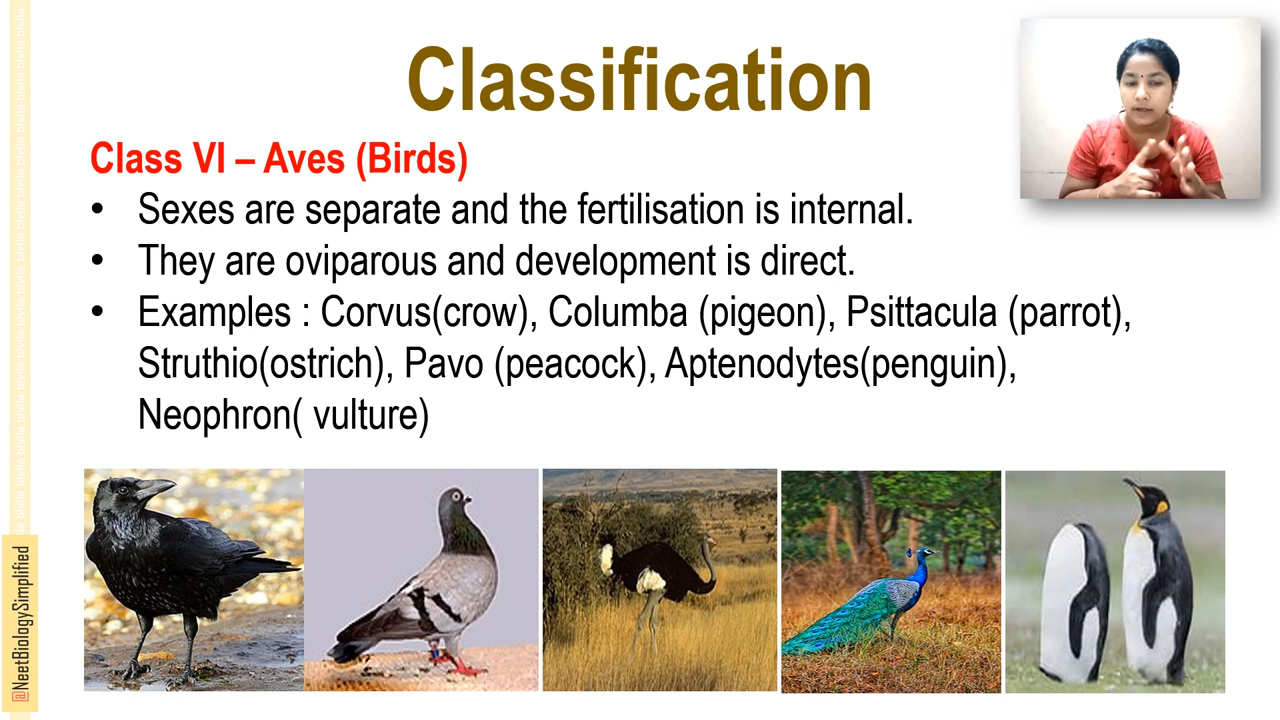 Classification
Class VI – Aves (Birds)
• Sexes are separate and the fertilisation is internal.
• They are oviparous and development is direct.
• Examples : Corvus(crow), Columba (pigeon), Psittacula (parrot),
Struthio(ostrich), Pavo (peacock), Aptenodytes(penguin),
Neophron( vulture)
@NeetBiologySimplified